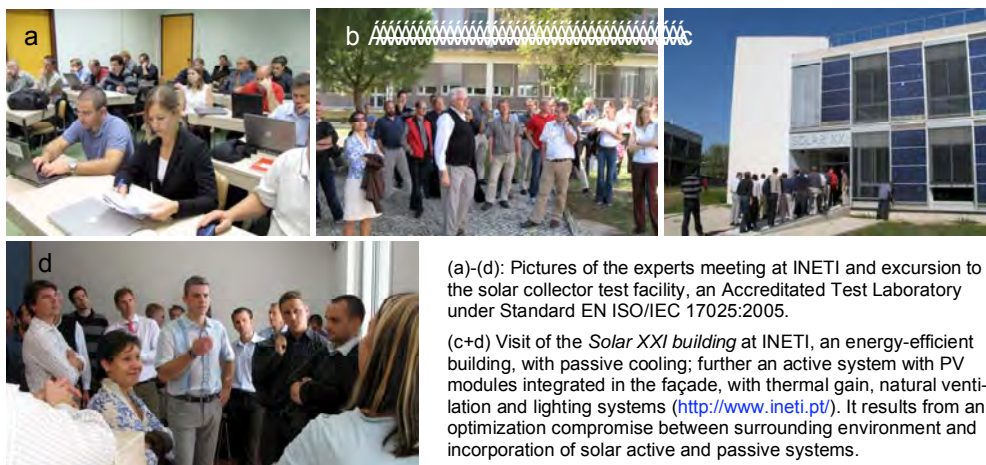 a
b ÁÁÁÁÁÁÁÁÁÁÁÁÁÁÁÁÁÁÁÁÁÁÁÁÁÁÁÁÁÁÁÁÁÁÁÁÁÁc
SOLAR XXI
d
(a)-(d): Pictures of the experts meeting at INETI and excursion to
the solar collector test facility, an Accreditated Test Laboratory
under Standard EN ISO/IEC 17025:2005.
(c+d) Visit of the Solar XXI building at INETI, an energy-efficient
building, with passive cooling; further an active system with PV
modules integrated in the façade, with thermal gain, natural venti-
lation and lighting systems (http://www.ineti.pt/). It results from an
optimization compromise between surrounding environment and
incorporation of solar active and passive systems.